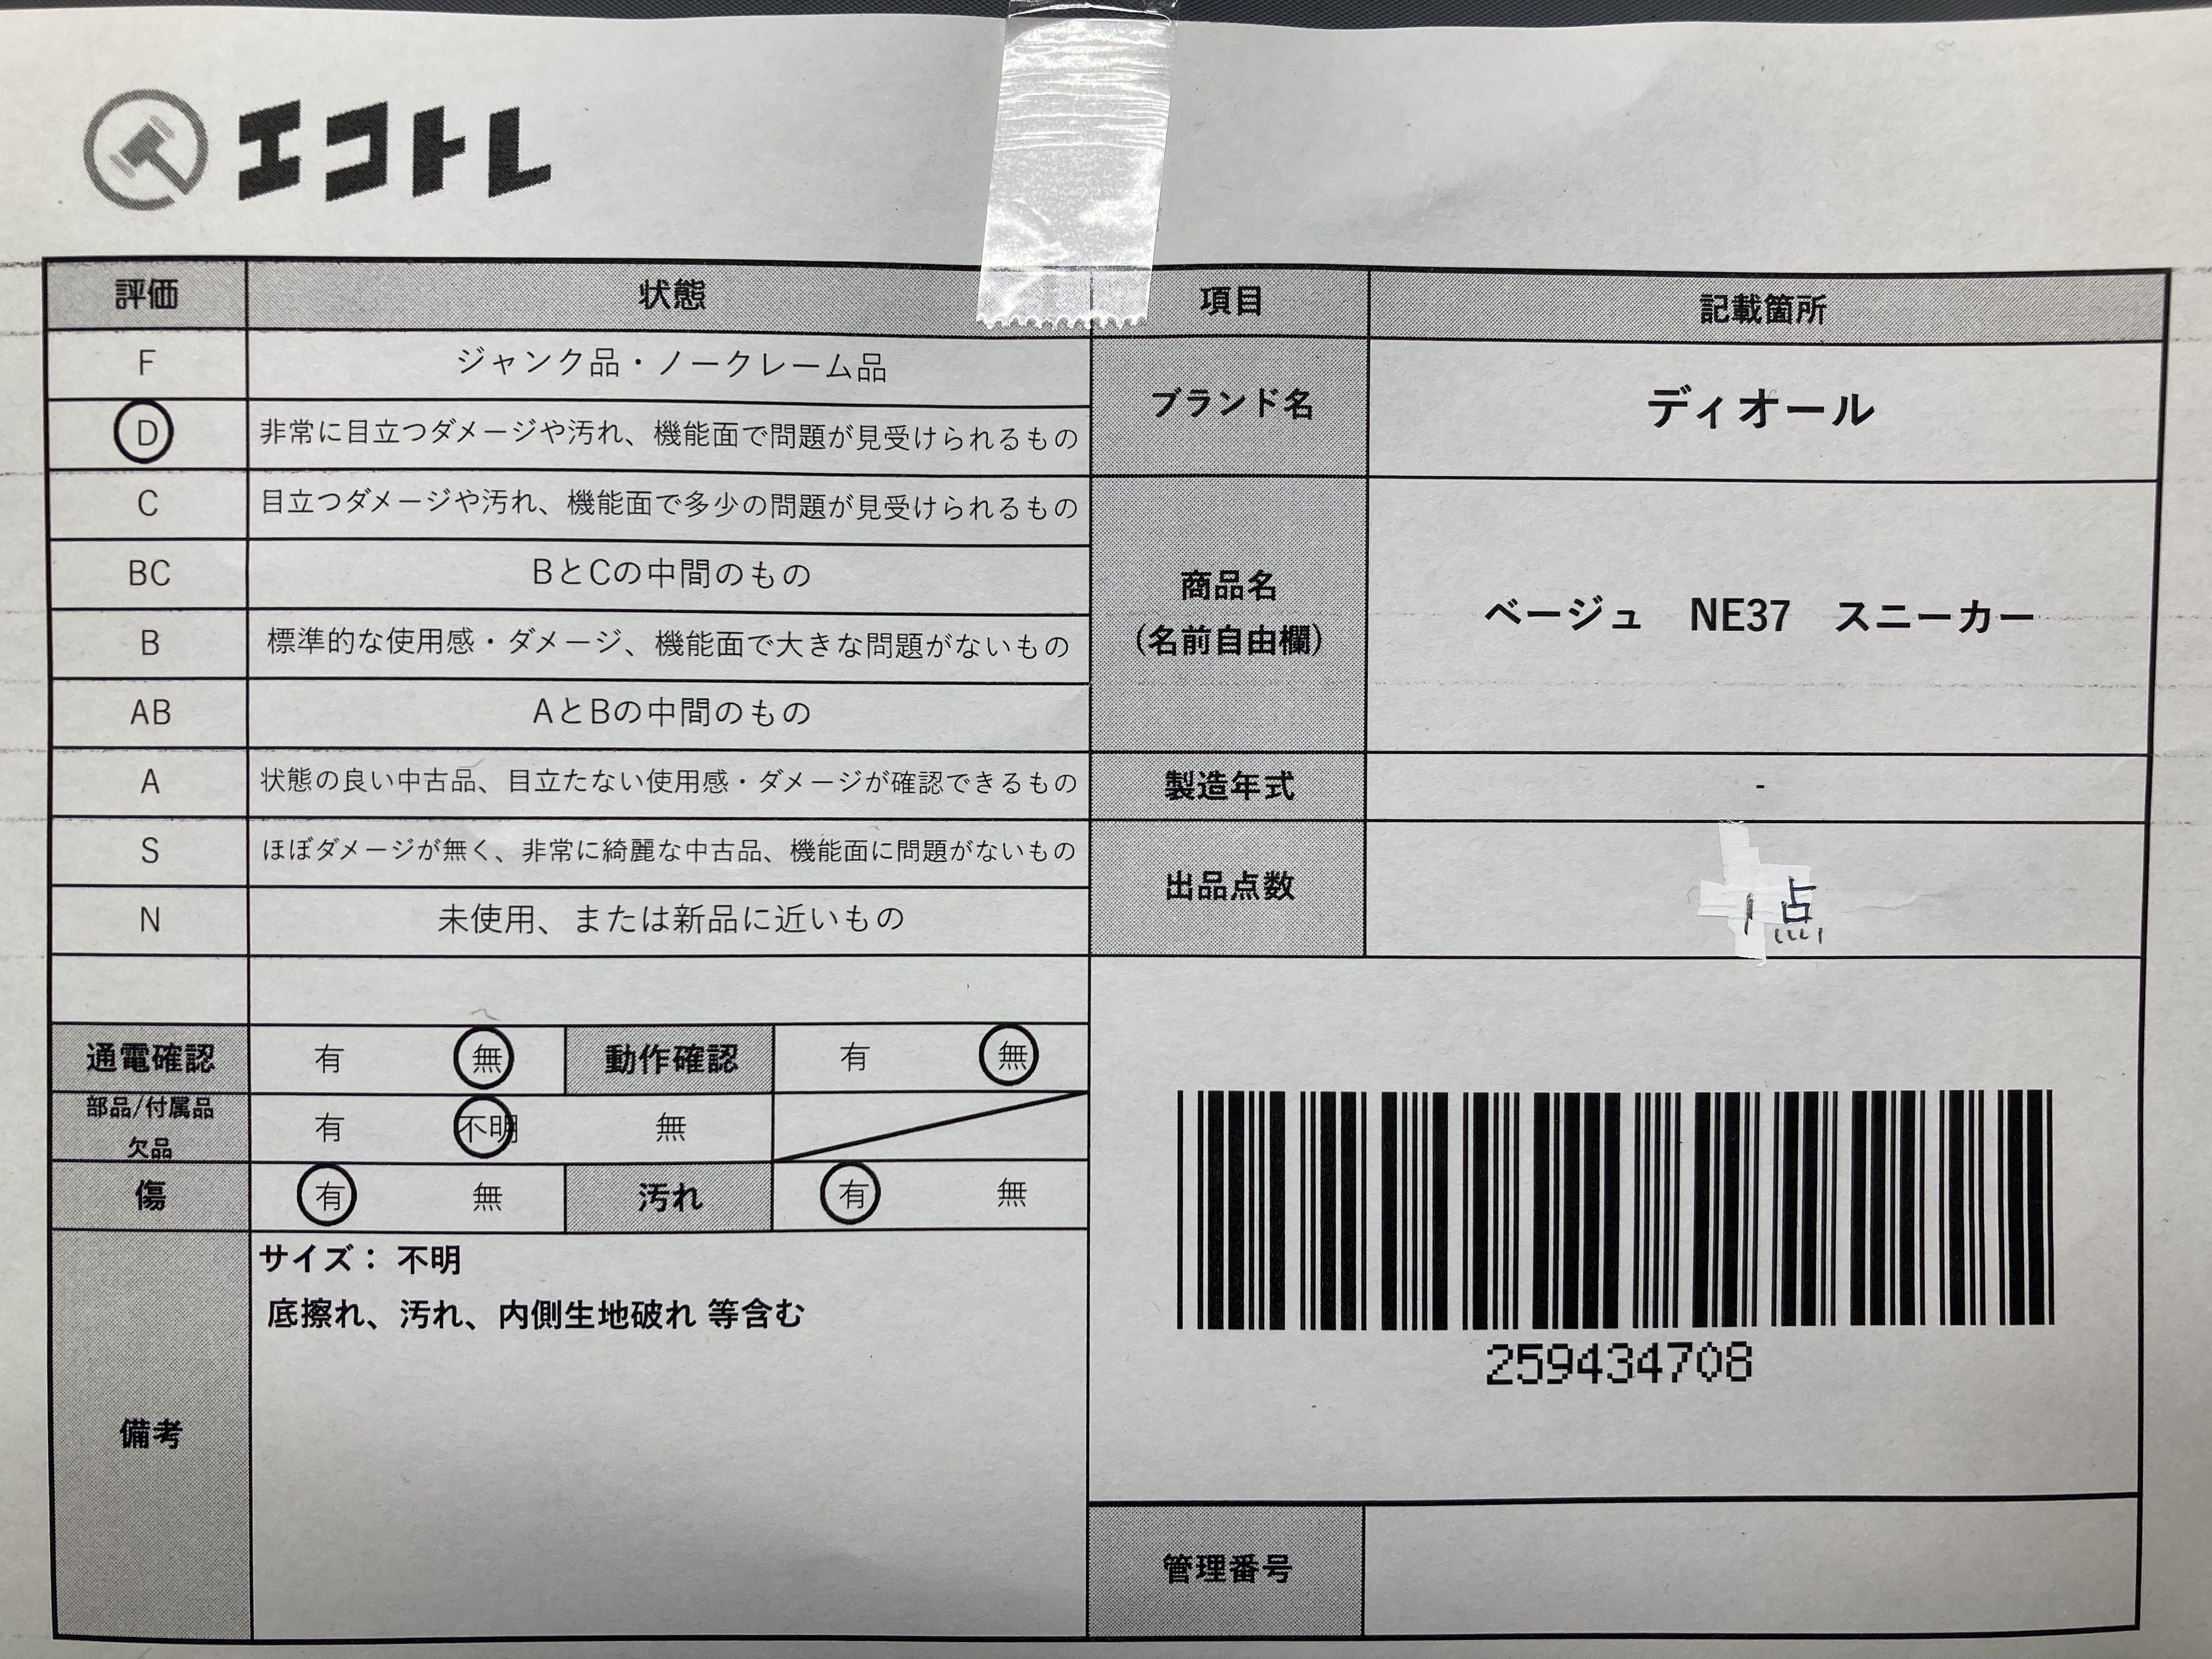 エコトレ
評価 状態 項目 記載箇所
F ジャンク品・ノークレーム品
D 非常に目立つダメージや汚れ、機能面で問題が見受けられるもの
ブランド名 ディオール
C 目立つダメージや汚れ、機能面で多少の問題が見受けられるもの
BC BとCの中間のもの
商品名
(名前自由欄)
ベージュ NE37 スニーカー
B 標準的な使用感・ダメージ、機能面で大きな問題がないもの
AB AとBの中間のもの
A 状態の良い中古品、目立たない使用感・ダメージが確認できるもの
製造年式 -
S ほぼダメージが無く、非常に綺麗な中古品、機能面に問題がないもの
出品点数 1点
N 未使用、または新品に近いもの
通電確認 有 無 動作確認 有 無
部品/付属品
欠品
有 不明 無
傷 有 無 汚れ 有 無
備考
サイズ： 不明
底擦れ、汚れ、内側生地破れ 等含む
259434708
管理番号